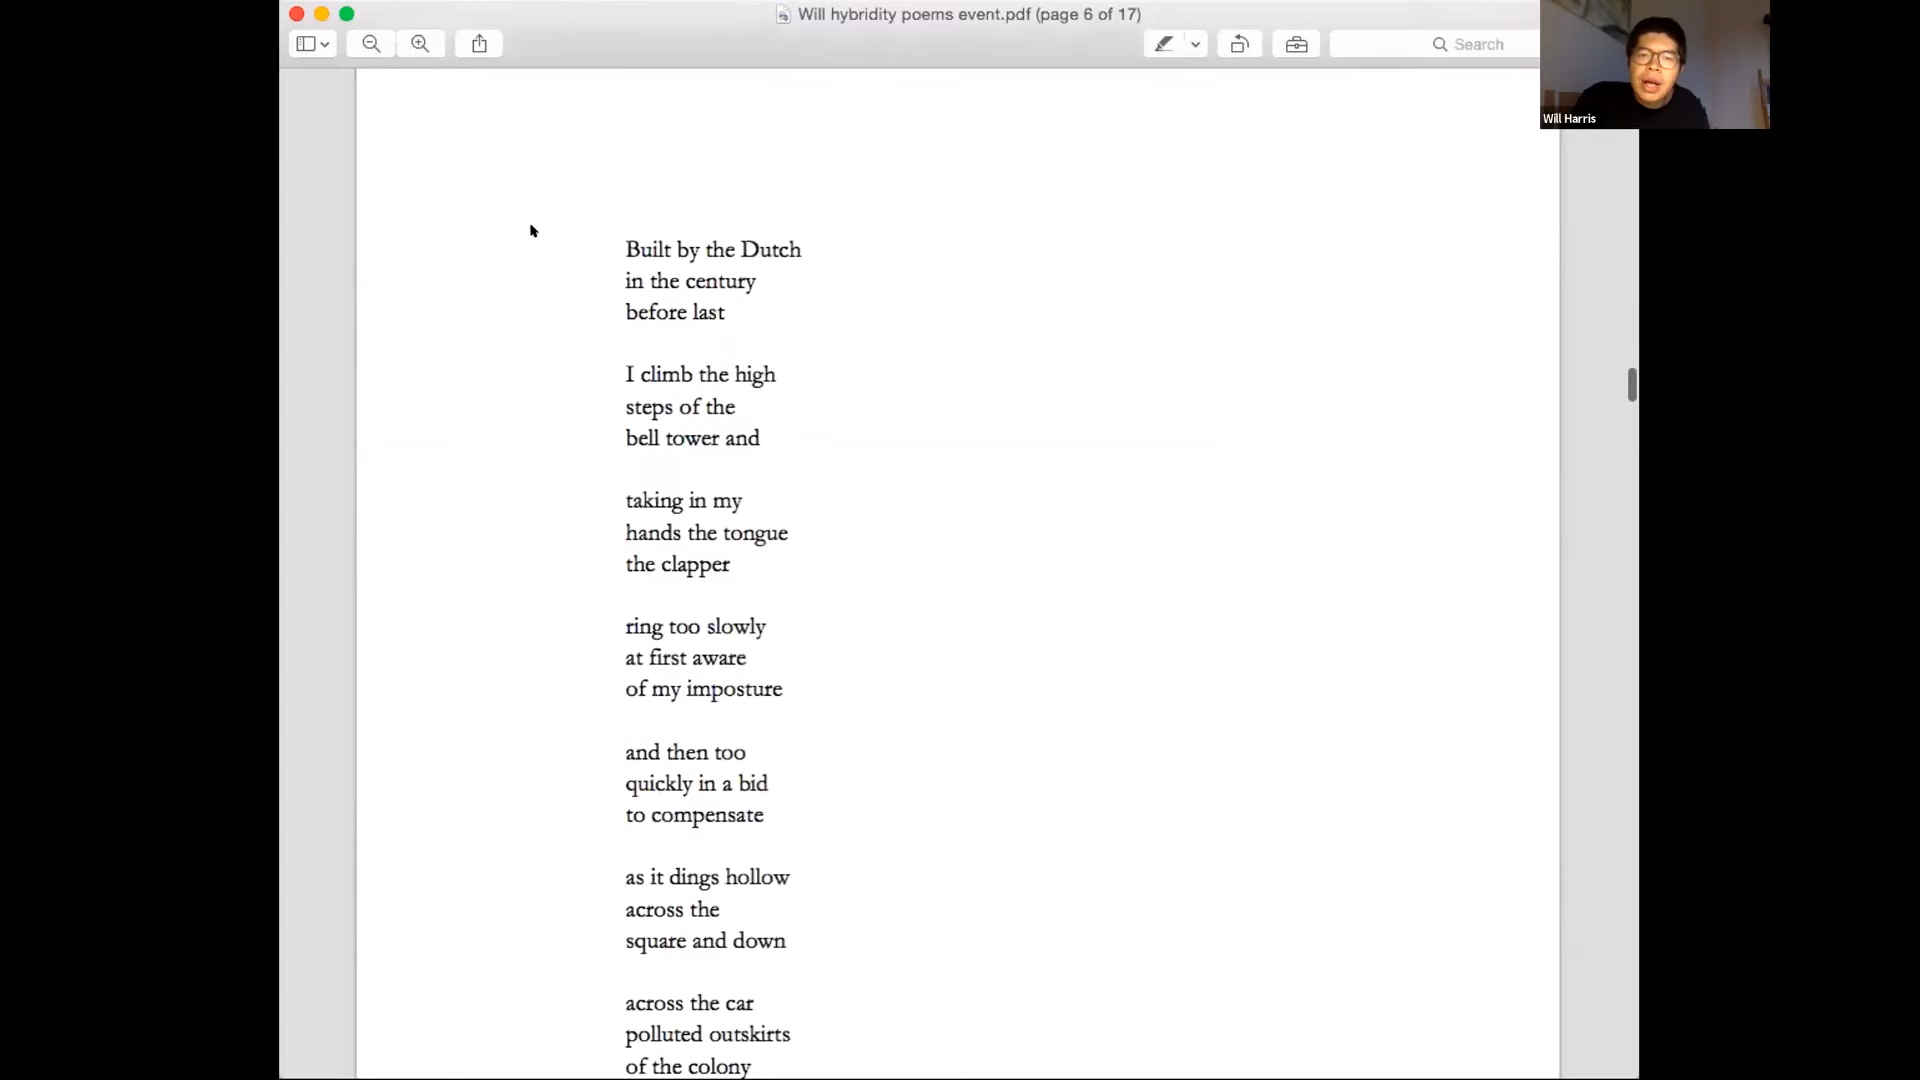 Will hybridity poems event.pdf (page 6 of 17)
Search
Will Harris
Built by the Dutch
in the century
before last
I climb the high
steps of the
bell tower and
taking in my
hands the tongue
the clapper
ring too slowly
at first aware
of my imposture
and then too
quickly in a bid
to compensate
as it dings hollow
across the
square and down
across the car
polluted outskirts
of the colony